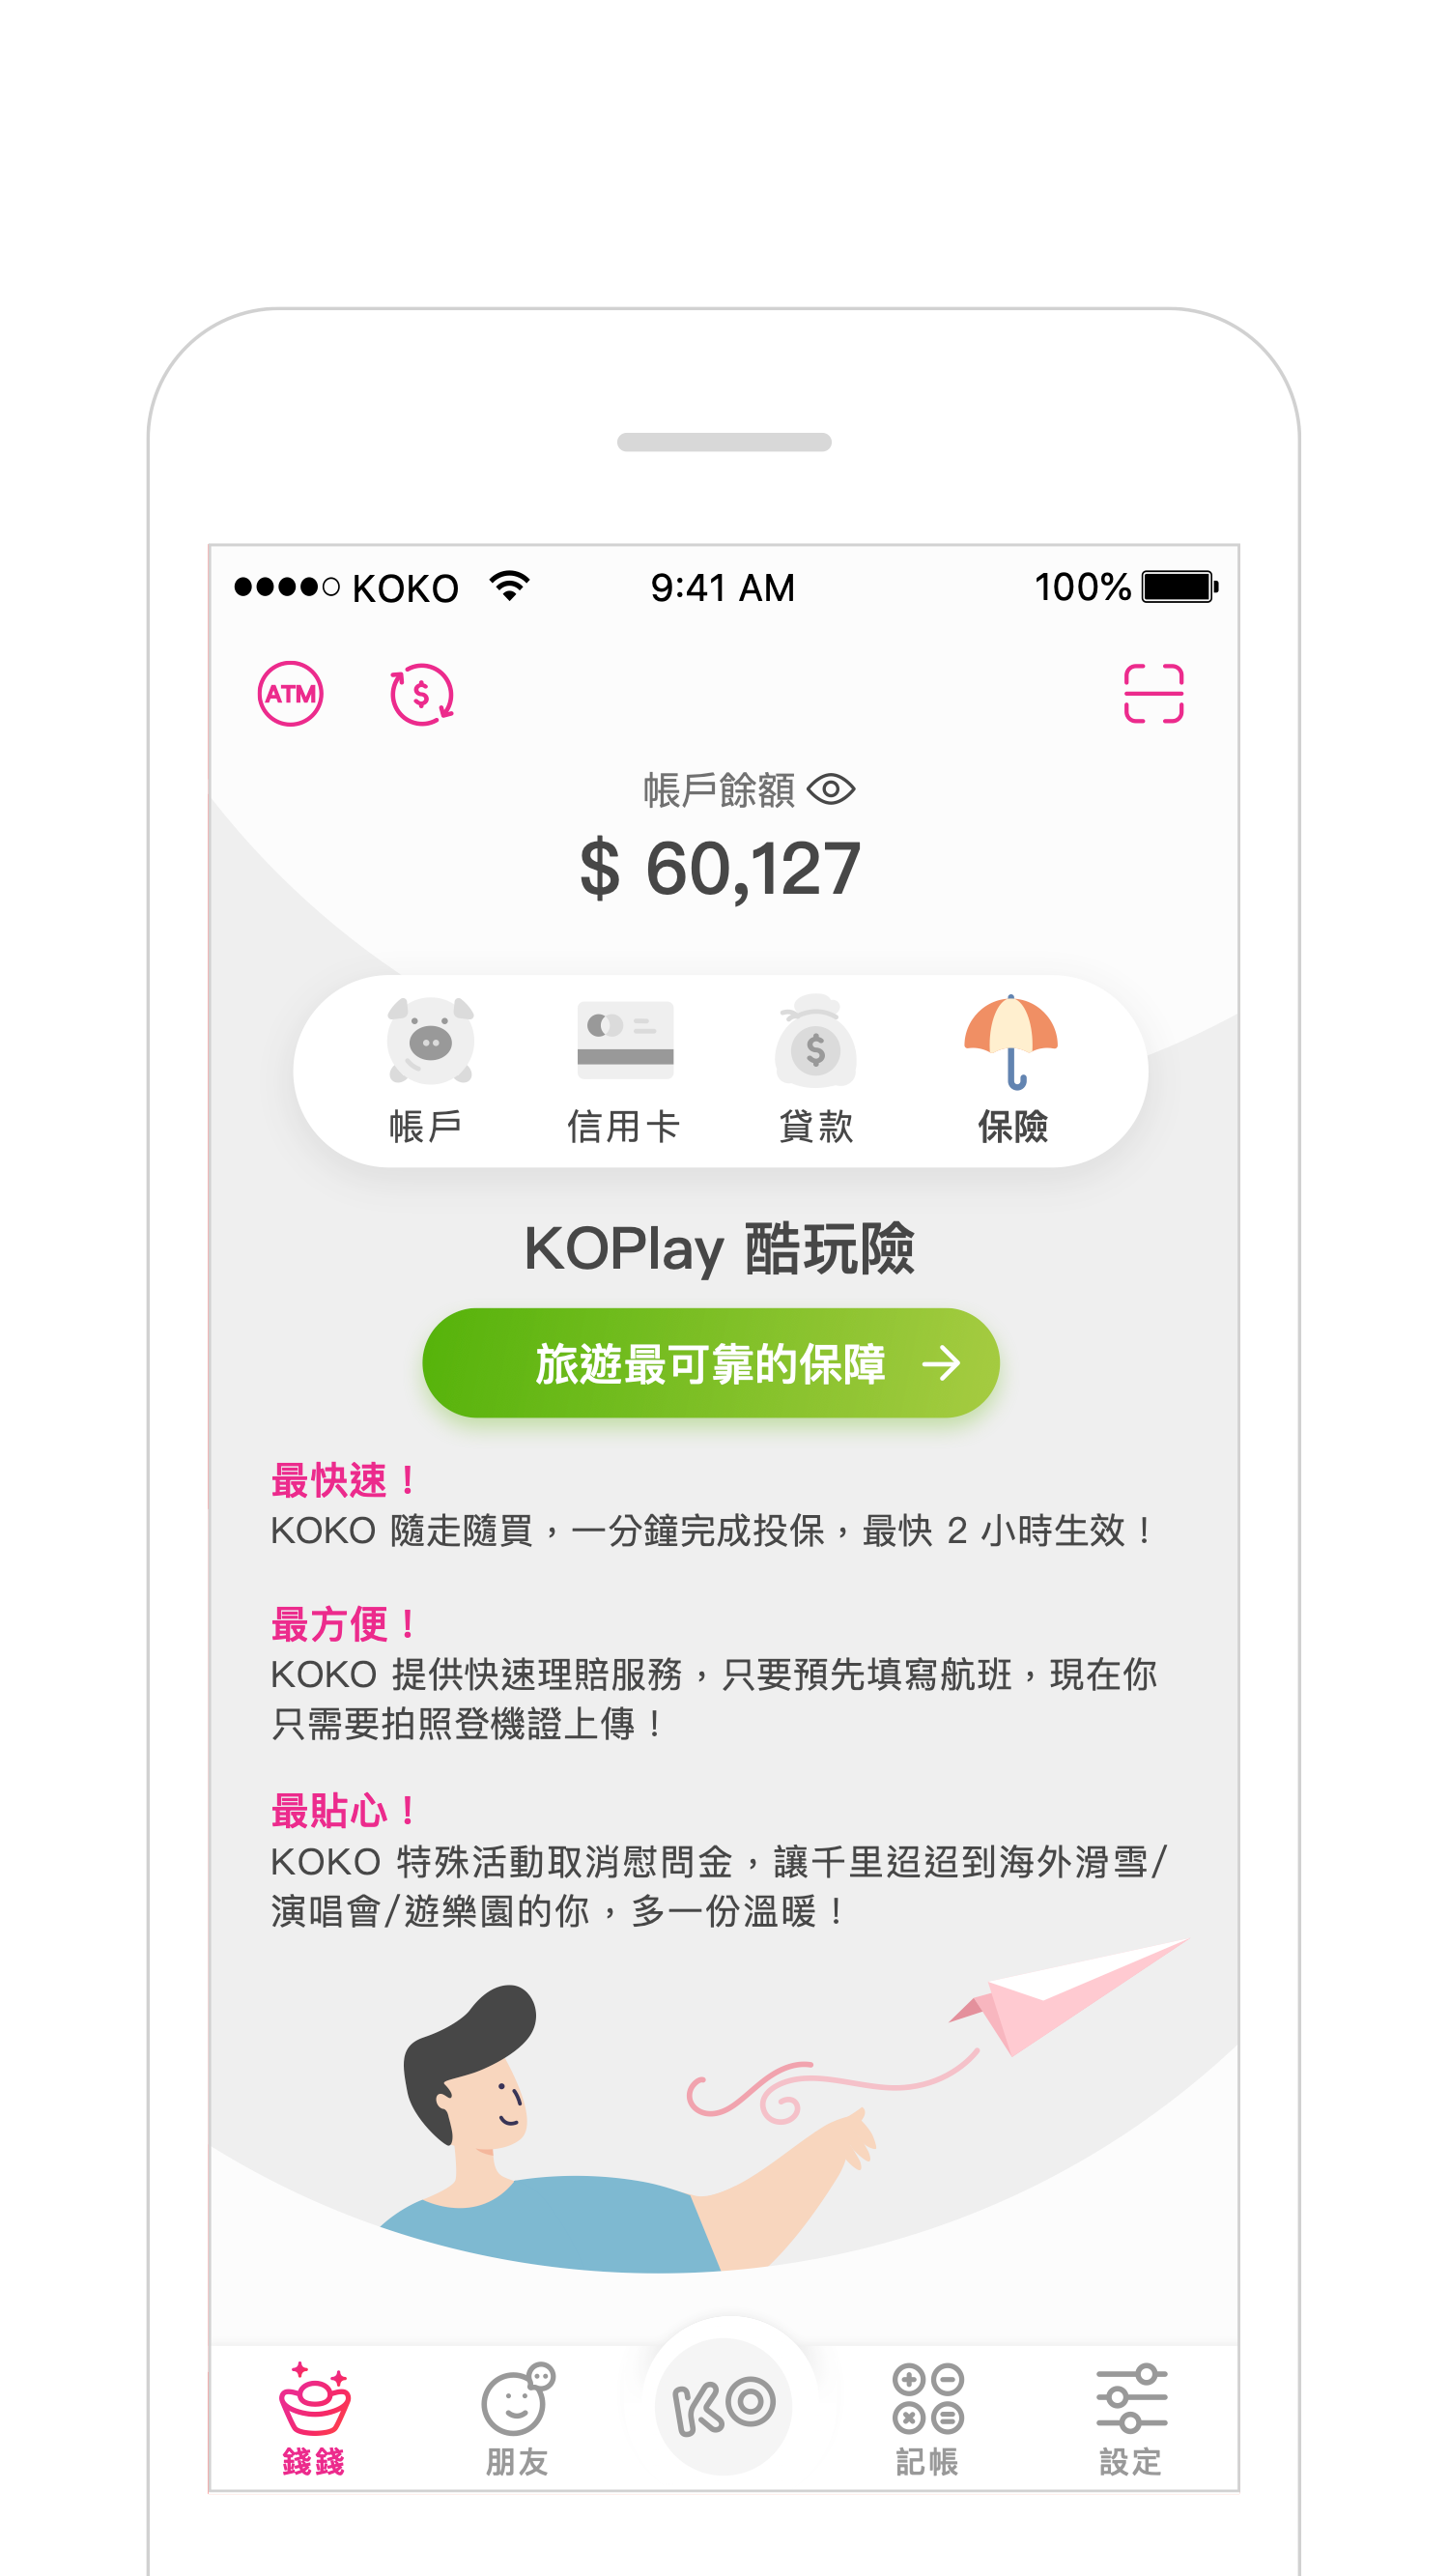 KOKO 9:41 AM 100%
ATM $
帳戶餘額
$ 60,127
$
帳戶 信用卡 貸款 保險
KOPlay 酷玩險
旅遊最可靠的保障
最快速！
KOKO 隨走隨買，一分鐘完成投保，最快 2 小時生效！
最方便！
KOKO 提供快速理賠服務，只要預先填寫航班，現在你
只需要拍照登機證上傳！
最貼心！
KOKO 特殊活動取消慰問金，讓千里迢迢到海外滑雪/
演唱會/遊樂園的你，多一份溫暖！
KO
錢錢 朋友 記帳 設定